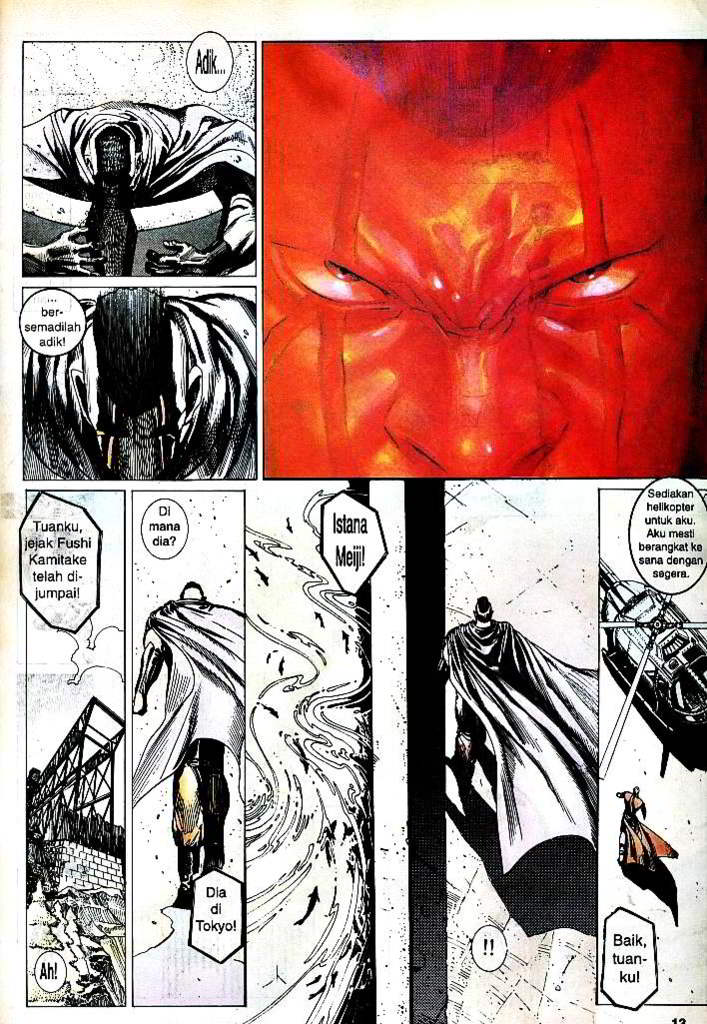 Adik...
...
ber-
semadilah
adik!
Tuanku,
jejak Fushi
Kamitake
telah di-
jumpai!
Ah!
Di
mana
dia?
Dia
di
Tokyo!
Istana
Meiji!
!!
Sediakan
helikopter
untuk aku.
Aku mesti
berangkat ke
sana dengan
segera.
Baik,
tuan-
ku!
13